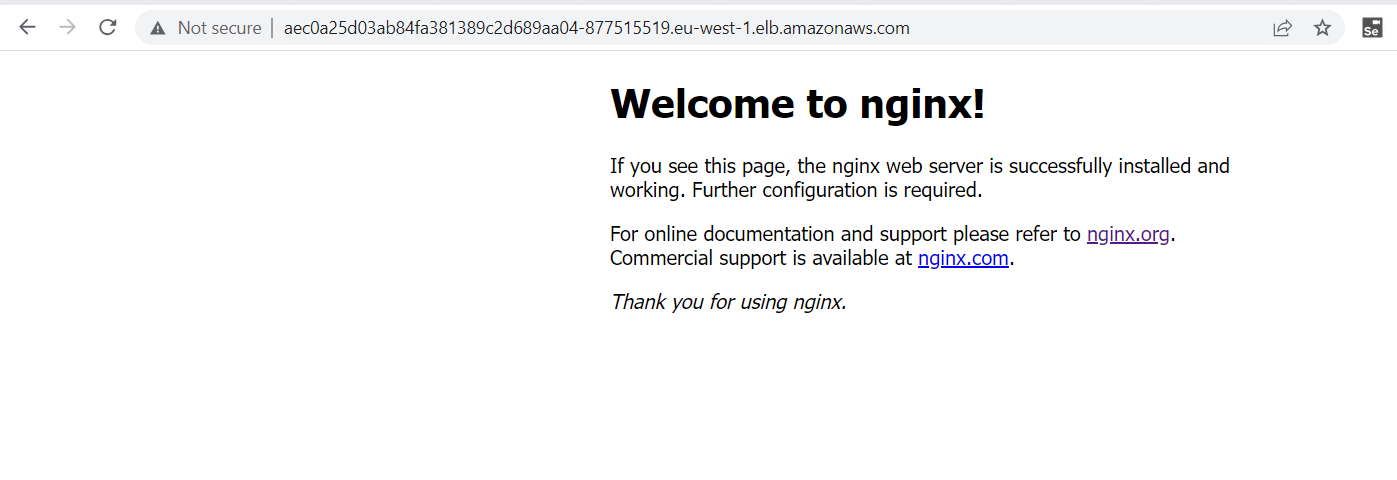 Not secure | aec0a25d03ab84fa381389c2d689aa04-877515519.eu-west-1.elb.amazonaws.com
Se
Welcome to nginx!
If you see this page, the nginx web server is successfully installed and
working. Further configuration is required.
For online documentation and support please refer to nginx.org.
Commercial support is available at nginx.com.
Thank you for using nginx.